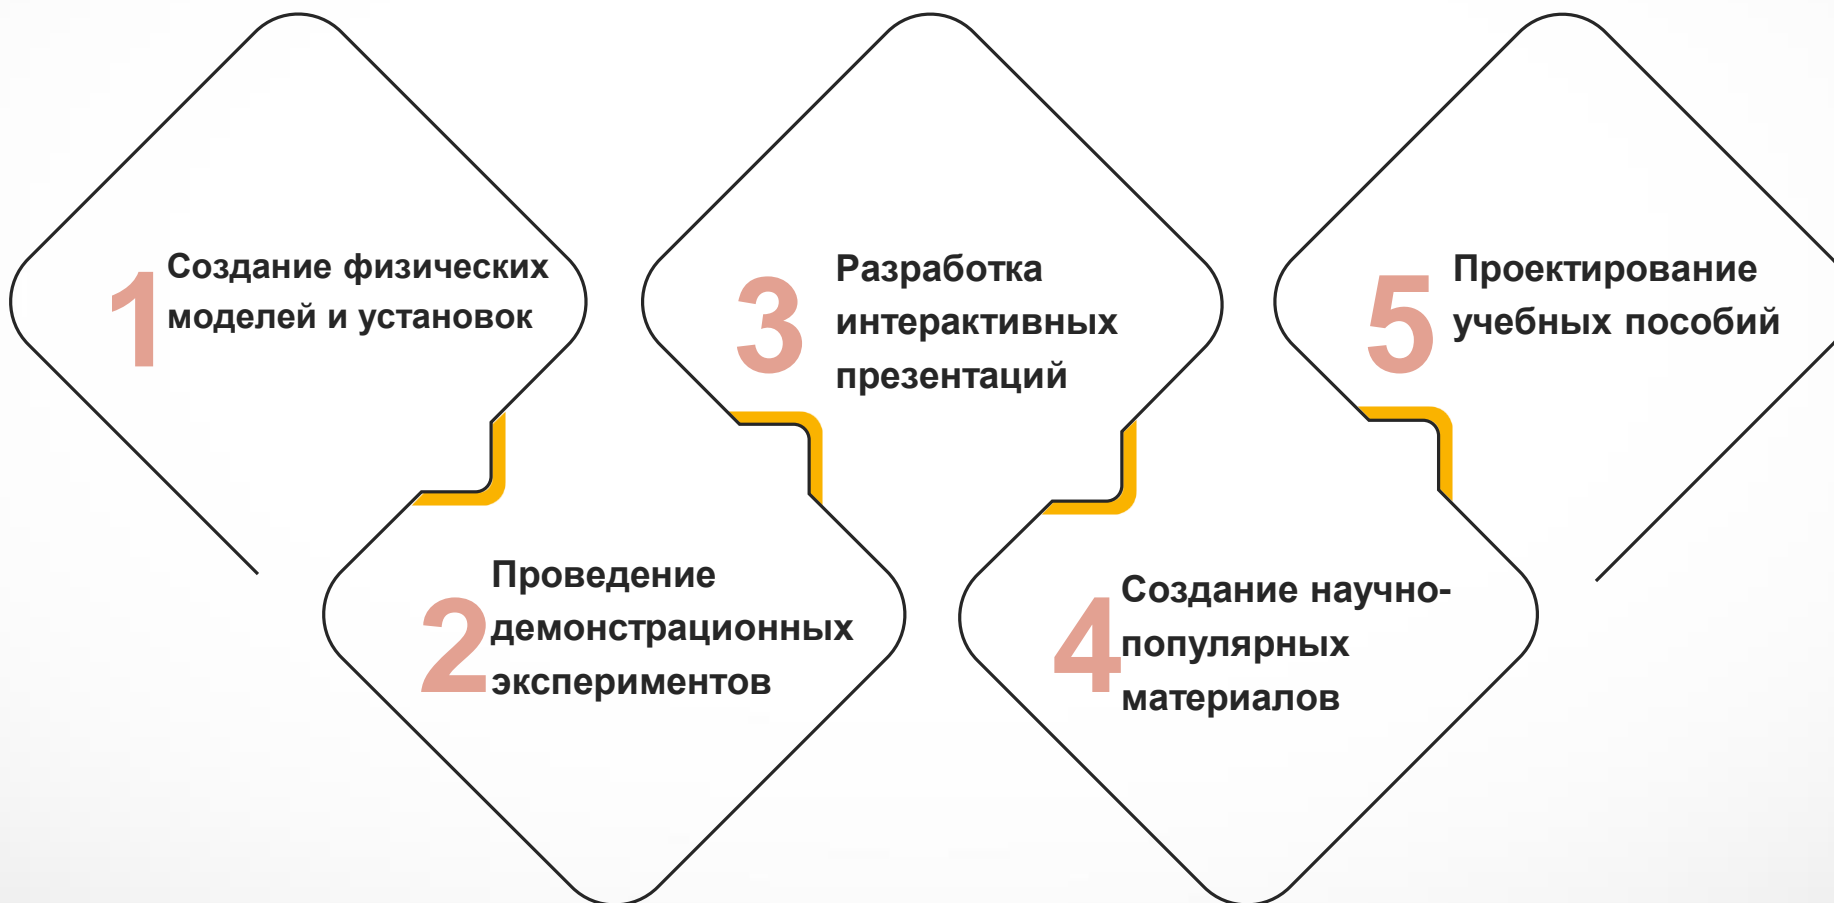 1
Создание физических
моделей и установок
2
Проведение
демонстрационных
экспериментов
3
Разработка
интерактивных
презентаций
4
Создание научно-
популярных
материалов
5
Проектирование
учебных пособий